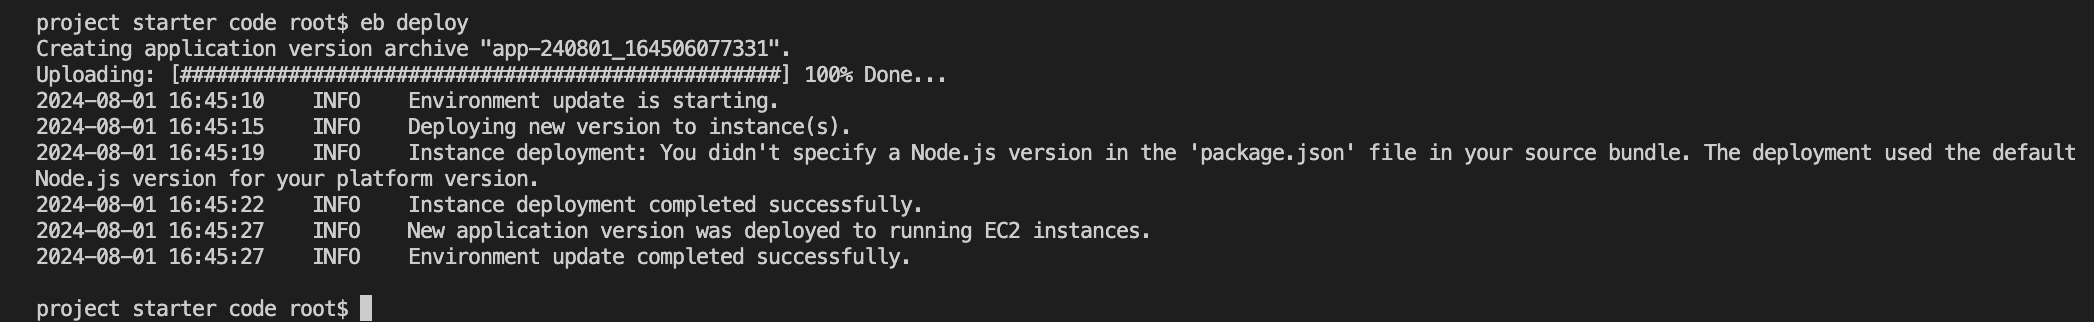 project starter code root$ eb deploy
Creating application version archive "app-240801_164506077331".
Uploading: [##################################################] 100% Done...
2024-08-01 16:45:10    INFO    Environment update is starting.
2024-08-01 16:45:15    INFO    Deploying new version to instance(s).
2024-08-01 16:45:19    INFO    Instance deployment: You didn't specify a Node.js version in the 'package.json' file in your source bundle. The deployment used the default
Node.js version for your platform version.
2024-08-01 16:45:22    INFO    Instance deployment completed successfully.
2024-08-01 16:45:27    INFO    New application version was deployed to running EC2 instances.
2024-08-01 16:45:27    INFO    Environment update completed successfully.
project starter code root$